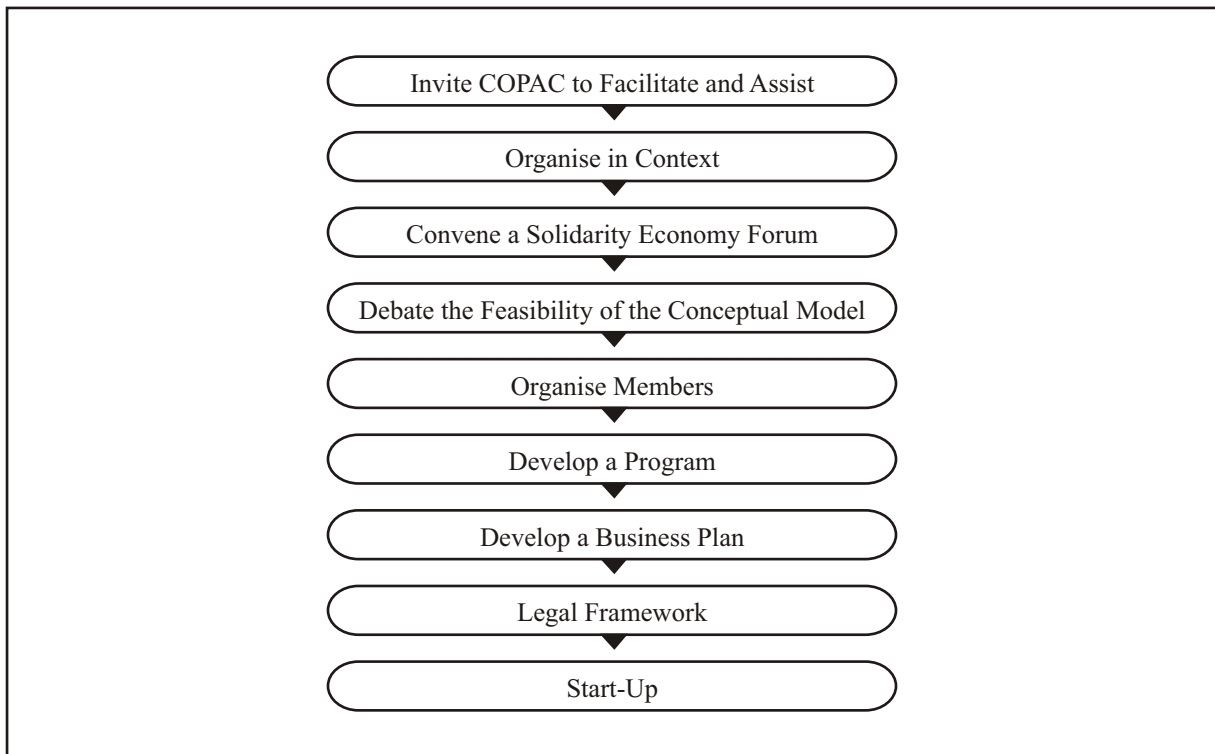 Invite COPAC to Facilitate and Assist
Organise in Context
Convene a Solidarity Economy Forum
Debate the Feasibility of the Conceptual Model
Organise Members
Develop a Program
Develop a Business Plan
Legal Framework
Start-Up